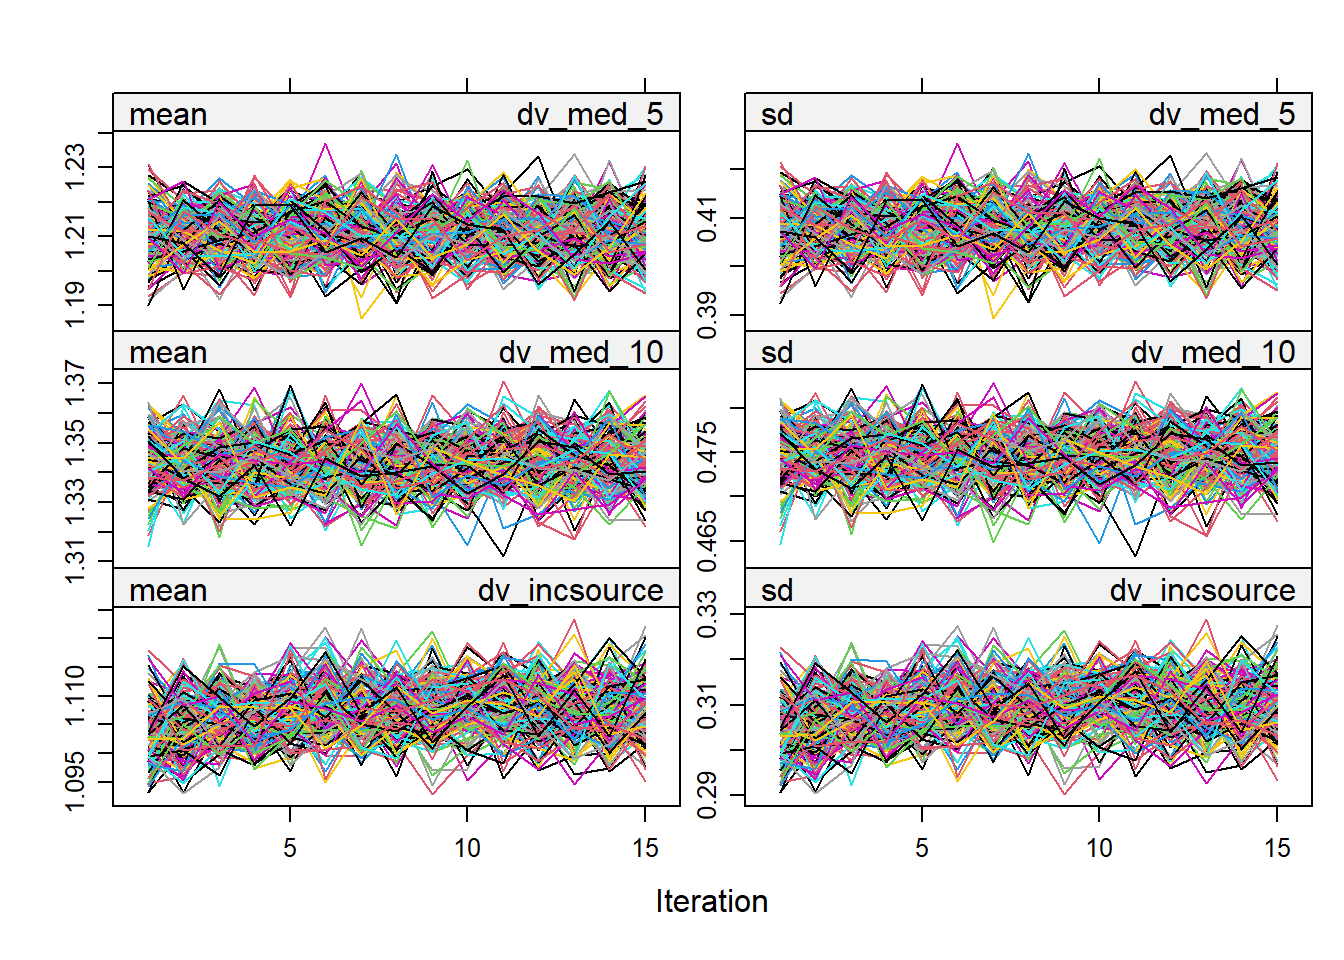 mean dv_med_5
sd dv_med_5
1.23
1.21
1.19
0.41
0.39
mean dv_med_10
sd dv_med_10
1.37
1.35
1.33
1.31
0.475
0.465
mean dv_incsource
sd dv_incsource
1.110
1.095
0.33
0.31
0.29
5 10 15
5 10 15
Iteration